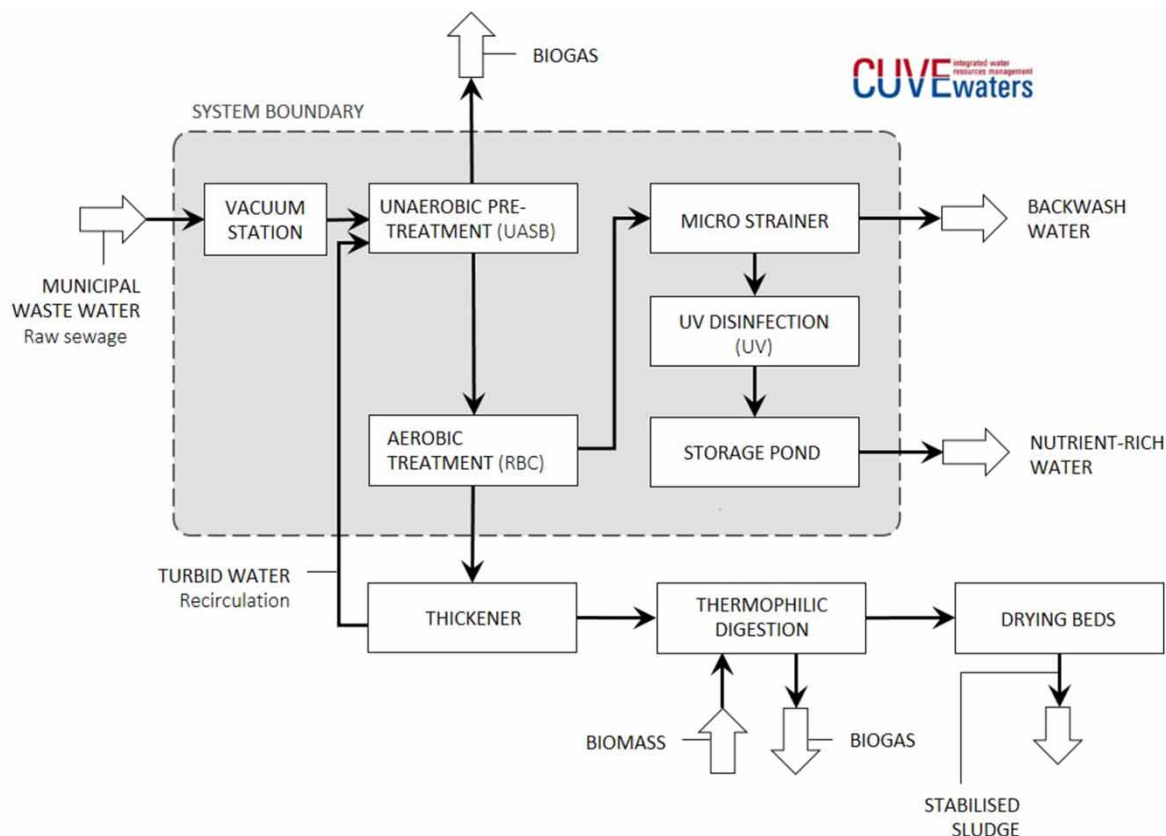 BIOGAS
CUVEwaters
integrated water
resources management
SYSTEM BOUNDARY
VACUUM
STATION
UNAEROBIC PRE-
TREATMENT (UASB)
MICRO STRAINER
BACKWASH
WATER
MUNICIPAL
WASTE WATER
Raw sewage
UV DISINFECTION
(UV)
AEROBIC
TREATMENT (RBC)
STORAGE POND
NUTRIENT-RICH
WATER
TURBID WATER
Recirculation
THICKENER
THERMOPHILIC
DIGESTION
DRYING BEDS
BIOMASS
BIOGAS
STABILISED
SLUDGE